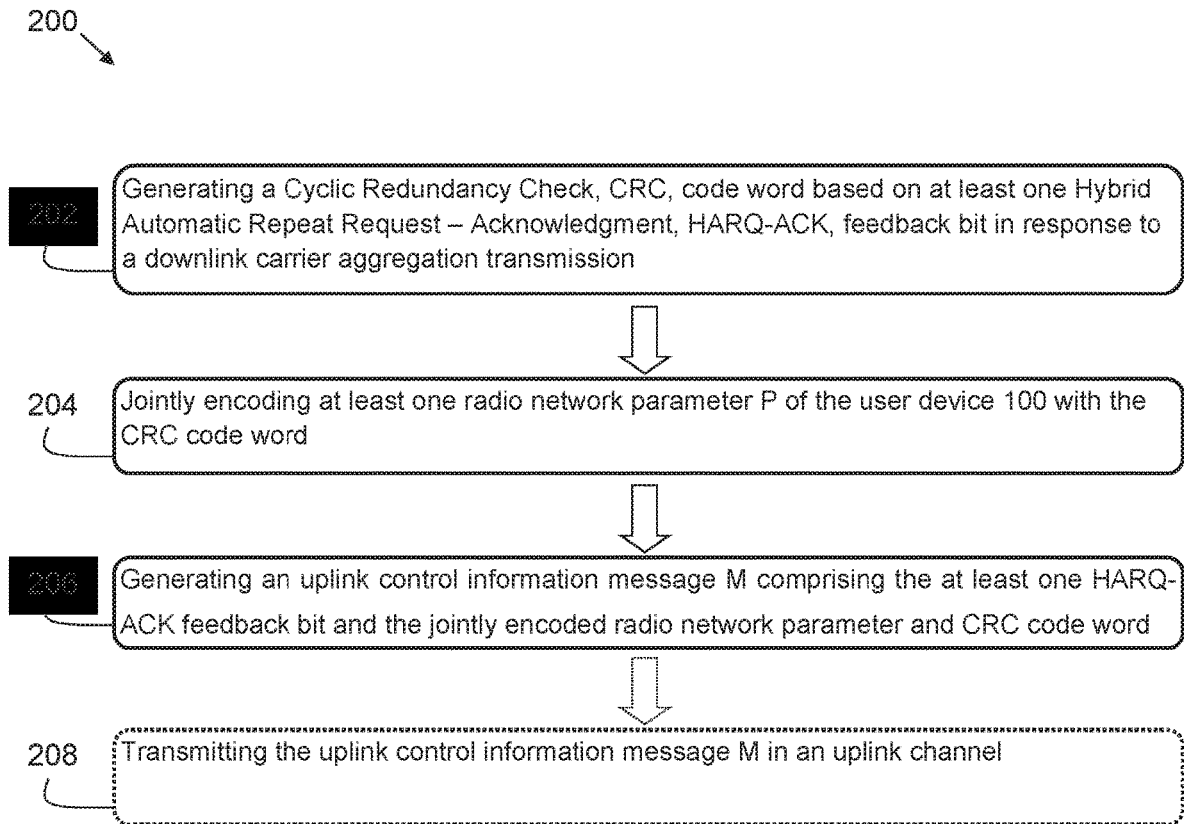 200
202
Generating a Cyclic Redundancy Check, CRC, code word based on at least one Hybrid
Automatic Repeat Request – Acknowledgment, HARQ-ACK, feedback bit in response to
a downlink carrier aggregation transmission
204
Jointly encoding at least one radio network parameter P of the user device 100 with the
CRC code word
206
Generating an uplink control information message M comprising the at least one HARQ-
ACK feedback bit and the jointly encoded radio network parameter and CRC code word
208
Transmitting the uplink control information message M in an uplink channel